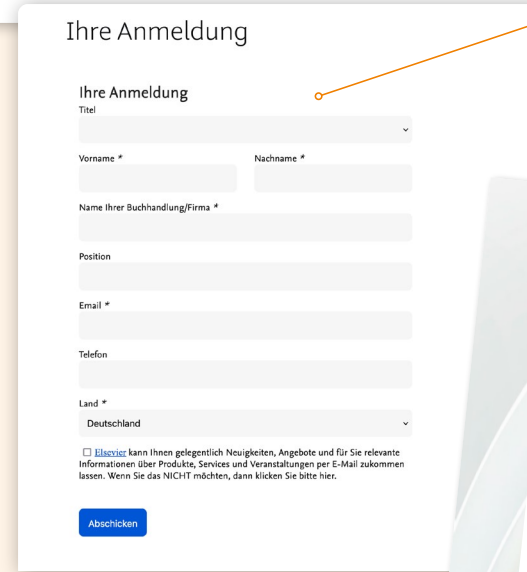 Ihre Anmeldung
Ihre Anmeldung
Titel
Vorname *
Nachname *
Name Ihrer Buchhandlung/Firma *
Position
Email *
Telefon
Land *
Deutschland
Elsevier kann Ihnen gelegentlich Neuigkeiten, Angebote und für Sie relevante
Informationen über Produkte, Services und Veranstaltungen per E-Mail zukommen
lassen. Wenn Sie das NICHT möchten, dann klicken Sie bitte hier.
Abschicken